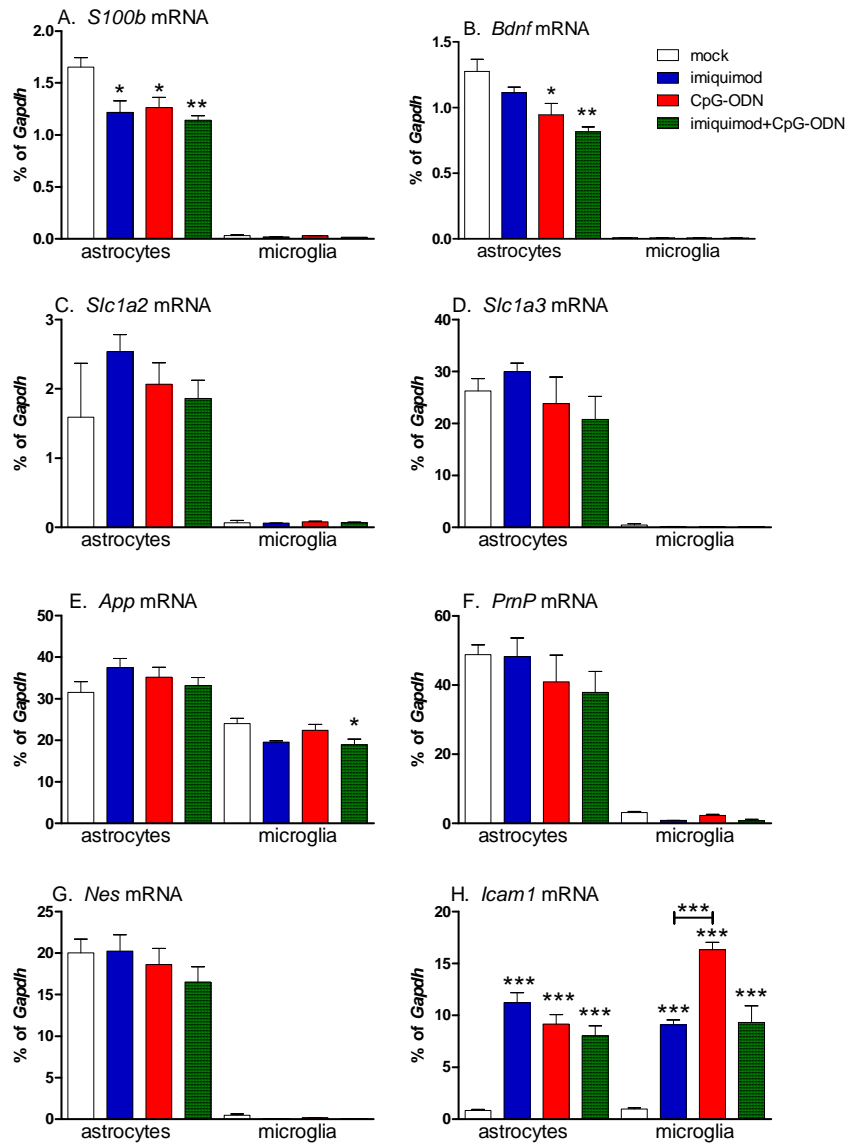 A. S100b mRNA
% of Gapdh
2.0
1.5
1.0
0.5
0.0
* * **
astrocytes microglia
B. Bdnf mRNA
% of Gapdh
1.5
1.0
0.5
0.0
* **
astrocytes microglia
mock
imiquimod
CpG-ODN
imiquimod+CpG-ODN
C. Slc1a2 mRNA
% of Gapdh
3
2
1
0
astrocytes microglia
D. Slc1a3 mRNA
% of Gapdh
40
30
20
10
0
astrocytes microglia
E. App mRNA
% of Gapdh
50
40
30
20
10
0
*
astrocytes microglia
F. PrnP mRNA
% of Gapdh
60
40
20
0
astrocytes microglia
G. Nes mRNA
% of Gapdh
25
20
15
10
5
0
astrocytes microglia
H. Icam1 mRNA
% of Gapdh
20
15
10
5
0
***
*** *** *** *** *** ***
astrocytes microglia